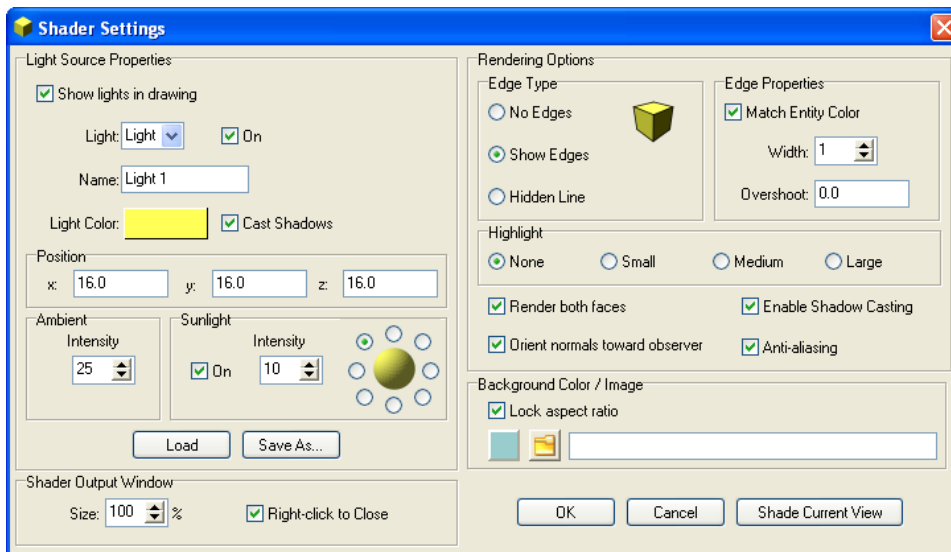 Shader Settings
Light Source Properties
Show lights in drawing
Light: Light On
Name: Light 1
Light Color: Cast Shadows
Position
x: 16.0 y: 16.0 z: 16.0
Ambient
Intensity
25
Sunlight
Intensity
On 10
Load Save As...
Shader Output Window
Size: 100 % Right-click to Close
Rendering Options
Edge Type
No Edges
Show Edges
Hidden Line
Edge Properties
Match Entity Color
Width: 1
Overshoot: 0.0
Highlight
None Small Medium Large
Render both faces Enable Shadow Casting
Orient normals toward observer Anti-aliasing
Background Color / Image
Lock aspect ratio
OK Cancel Shade Current View